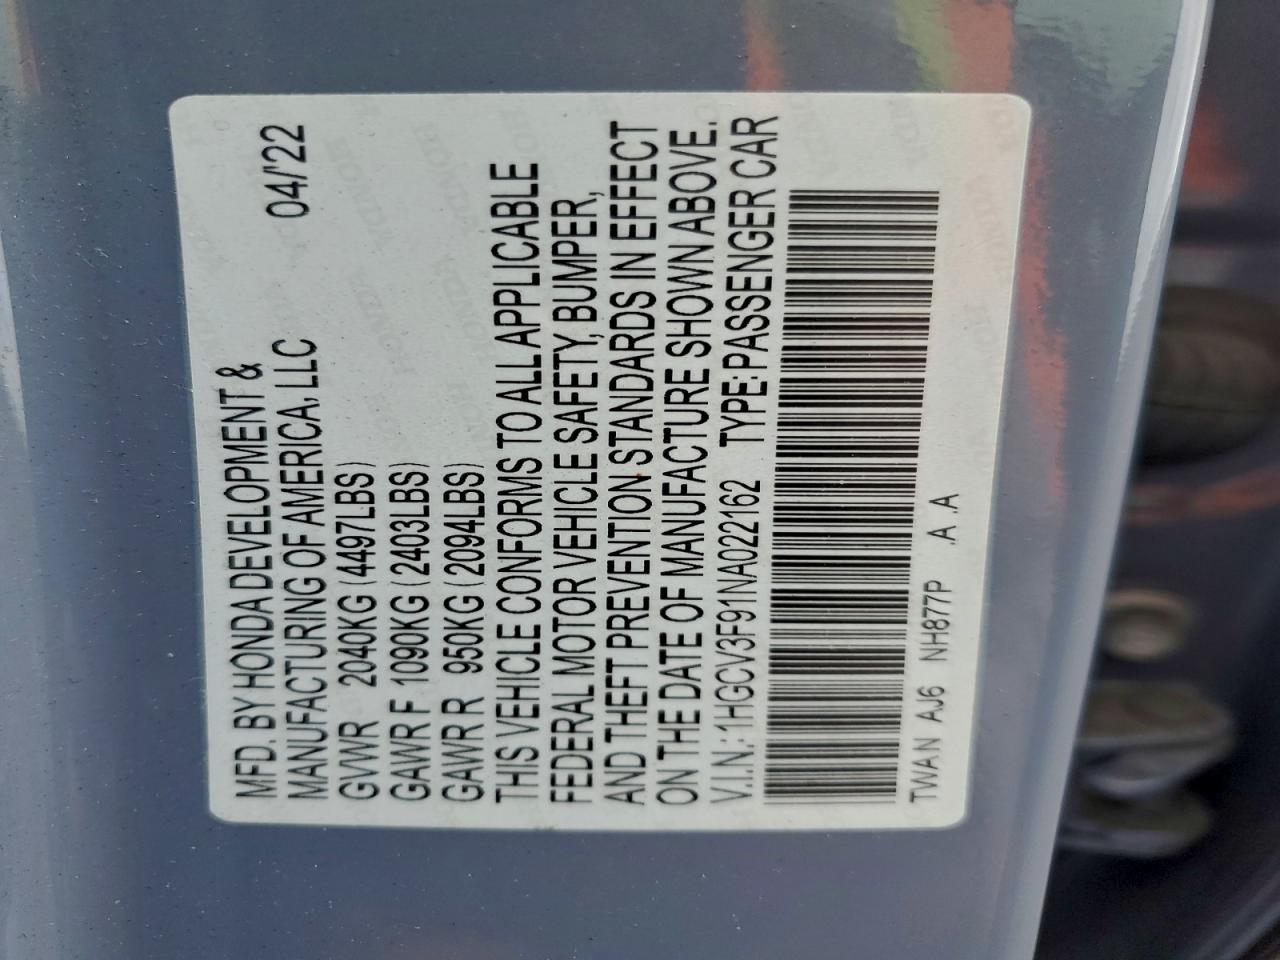 MFD. BY HONDA DEVELOPMENT &
MANUFACTURING OF AMERICA, LLC 04/'22
GVWR 2040KG (4497LBS)
GAWR F 1090KG (2403LBS)
GAWR R 950KG (2094LBS)
THIS VEHICLE CONFORMS TO ALL APPLICABLE
FEDERAL MOTOR VEHICLE SAFETY, BUMPER,
AND THEFT PREVENTION STANDARDS IN EFFECT
ON THE DATE OF MANUFACTURE SHOWN ABOVE.
V.I.N.: 1HGCV3F91NA022162 TYPE: PASSENGER CAR
TWAN AJ6 NH877P .A .A